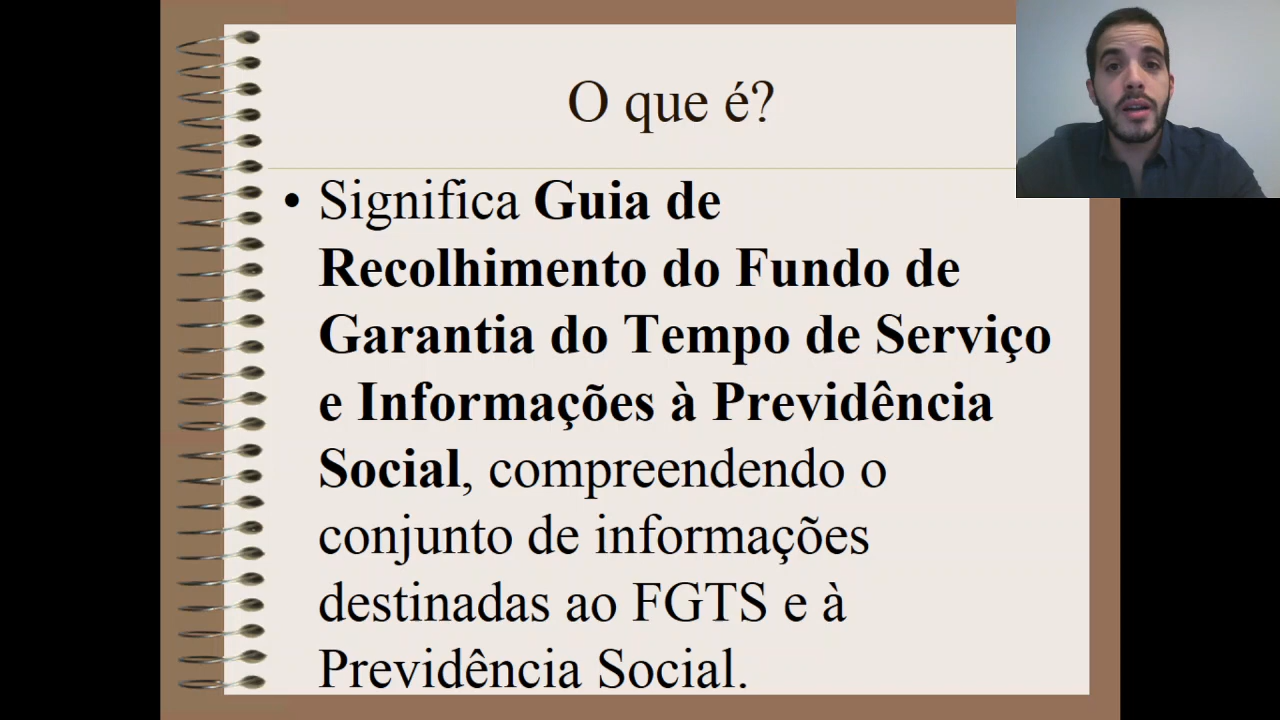 O que é?
• Significa Guia de
Recolhimento do Fundo de
Garantia do Tempo de Serviço
e Informações à Previdência
Social, compreendendo o
conjunto de informações
destinadas ao FGTS e à
Previdência Social.